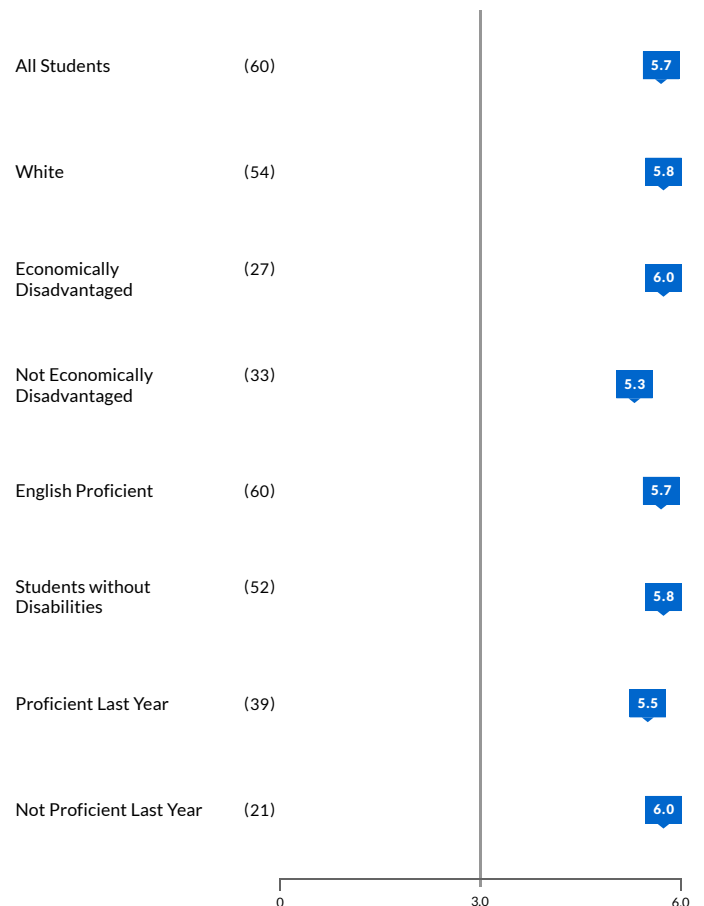 All Students (60) 5.7
White (54) 5.8
Economically
Disadvantaged (27) 6.0
Not Economically
Disadvantaged (33) 5.3
English Proficient (60) 5.7
Students without
Disabilities (52) 5.8
Proficient Last Year (39) 5.5
Not Proficient Last Year (21) 6.0
0 3.0 6.0